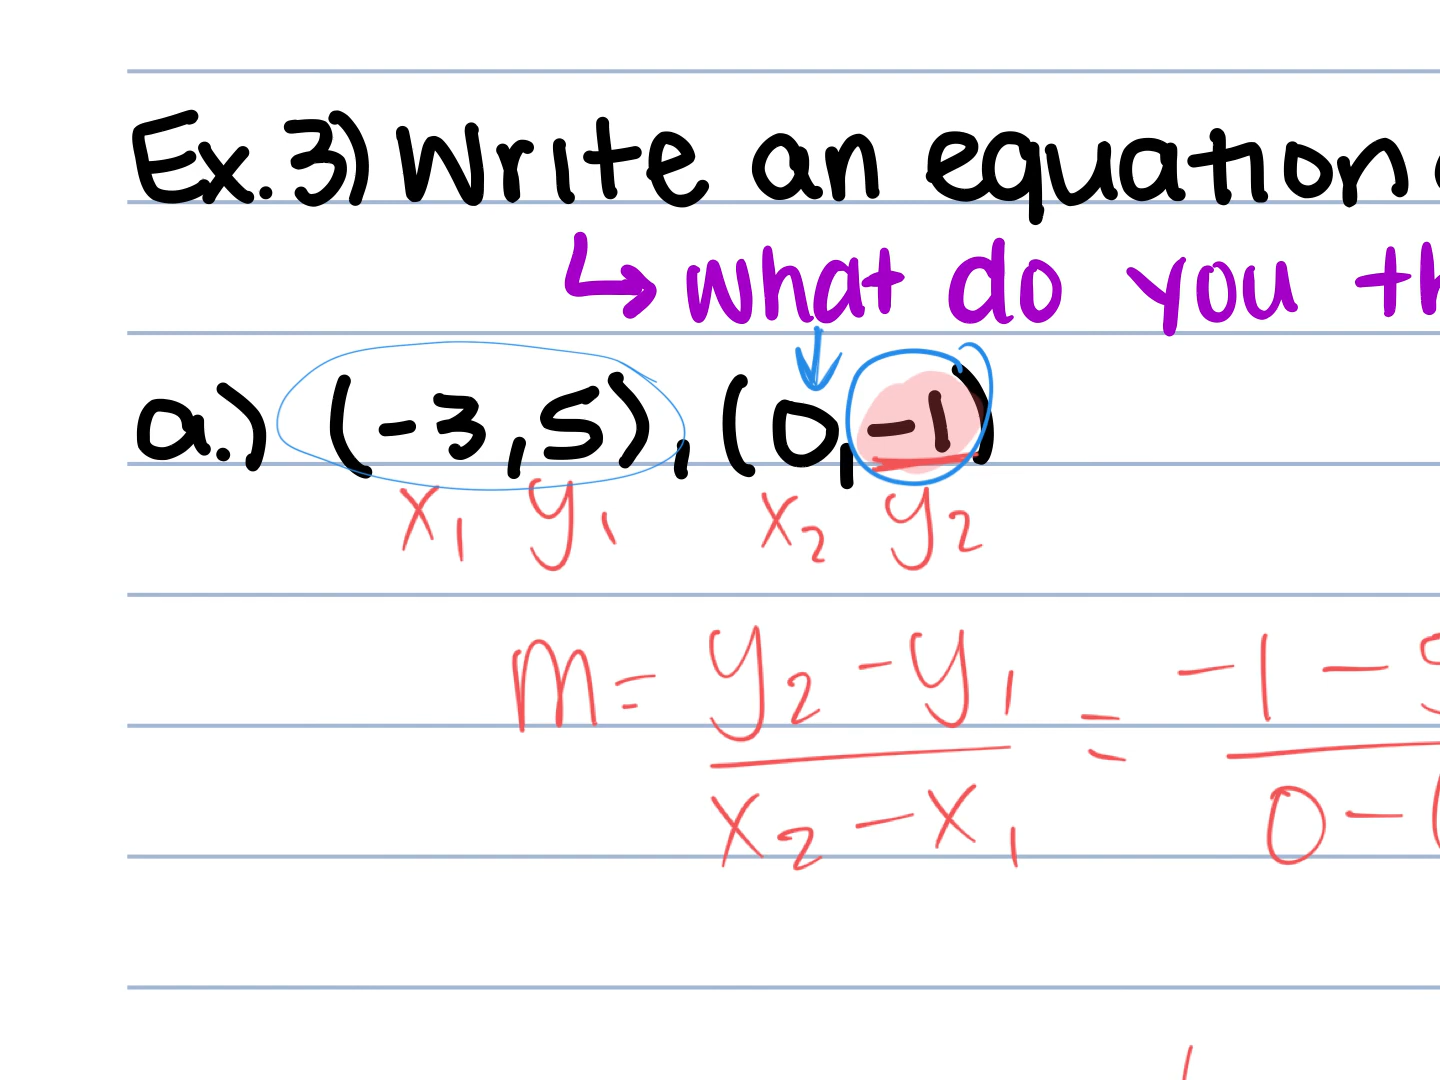 Ex.3) Write an equation
↳ what do you
a.) (-3,5), (0,-1)
x₁ y₁ x₂ y₂
m = y₂ - y₁ = -1 -
x₂ - x₁ 0 - (